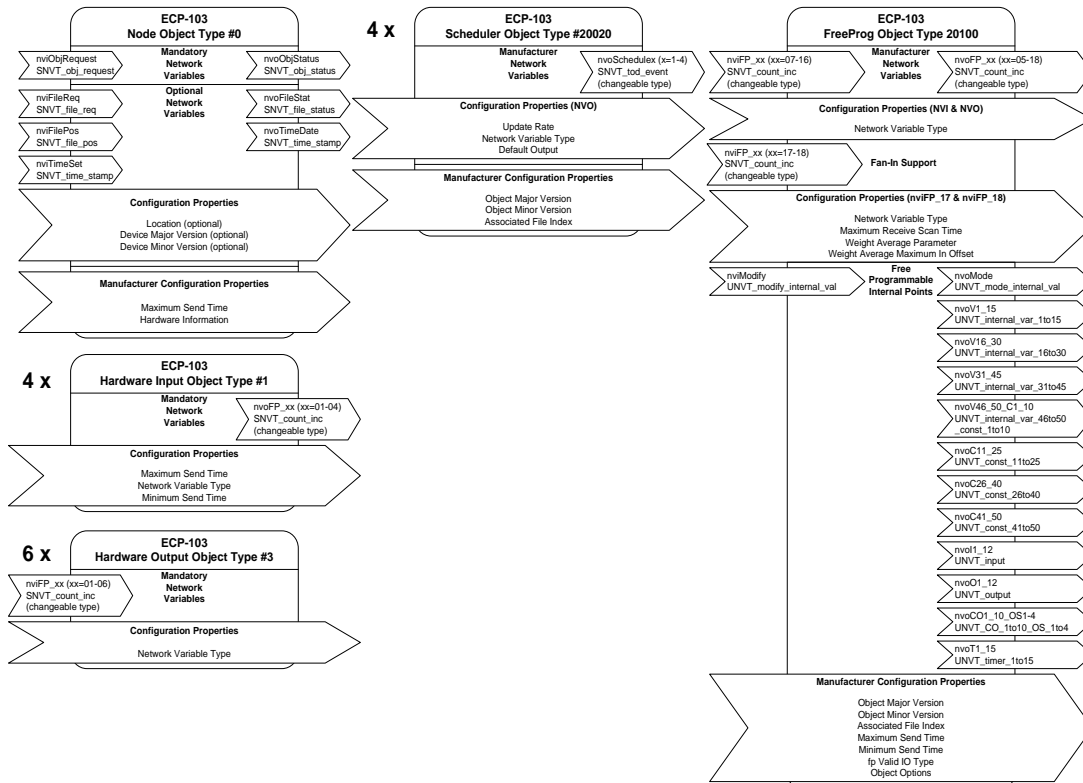 ECP-103
Node Object Type #0
Mandatory
Network
Variables
nviObjRequest
SNVT_obj_request
nvoObjStatus
SNVT_obj_status
Optional
Network
Variables
nviFileReq
SNVT_file_req
nvoFileStat
SNVT_file_status
nviFilePos
SNVT_file_pos
nvoTimeDate
SNVT_time_stamp
nviTimeSet
SNVT_time_stamp
Configuration Properties
Location (optional)
Device Major Version (optional)
Device Minor Version (optional)
Manufacturer Configuration Properties
Maximum Send Time
Hardware Information
4 x
ECP-103
Hardware Input Object Type #1
Mandatory
Network
Variables
nvoFP_xx (xx=01-04)
SNVT_count_inc
(changeable type)
Configuration Properties
Maximum Send Time
Network Variable Type
Minimum Send Time
6 x
ECP-103
Hardware Output Object Type #3
nviFP_xx (xx=01-06)
SNVT_count_inc
(changeable type)
Mandatory
Network
Variables
Configuration Properties
Network Variable Type
4 x
ECP-103
Scheduler Object Type #20020
Manufacturer
Network
Variables
nvoSchedulex (x=1-4)
SNVT_tod_event
(changeable type)
Configuration Properties (NVO)
Update Rate
Network Variable Type
Default Output
Manufacturer Configuration Properties
Object Major Version
Object Minor Version
Associated File Index
ECP-103
FreeProg Object Type 20100
nviFP_xx (xx=07-16)
SNVT_count_inc
(changeable type)
Manufacturer
Network
Variables
nvoFP_xx (xx=05-18)
SNVT_count_inc
(changeable type)
Configuration Properties (NVI & NVO)
Network Variable Type
nviFP_xx (xx=17-18)
SNVT_count_inc
(changeable type)
Fan-In Support
Configuration Properties (nviFP_17 & nviFP_18)
Network Variable Type
Maximum Receive Scan Time
Weight Average Parameter
Weight Average Maximum In Offset
nviModify
UNVT_modify_internal_val
Free
Programmable
Internal Points
nvoMode
UNVT_mode_internal_val
nvoV1_15
UNVT_internal_var_1to15
nvoV16_30
UNVT_internal_var_16to30
nvoV31_45
UNVT_internal_var_31to45
nvoV46_50_C1_10
UNVT_internal_var_46to50
_const_1to10
nvoC11_25
UNVT_const_11to25
nvoC26_40
UNVT_const_26to40
nvoC41_50
UNVT_const_41to50
nvoI1_12
UNVT_input
nvoO1_12
UNVT_output
nvoCO1_10_OS1-4
UNVT_CO_1to10_OS_1to4
nvoT1_15
UNVT_timer_1to15
Manufacturer Configuration Properties
Object Major Version
Object Minor Version
Associated File Index
Maximum Send Time
Minimum Send Time
fp Valid IO Type
Object Options